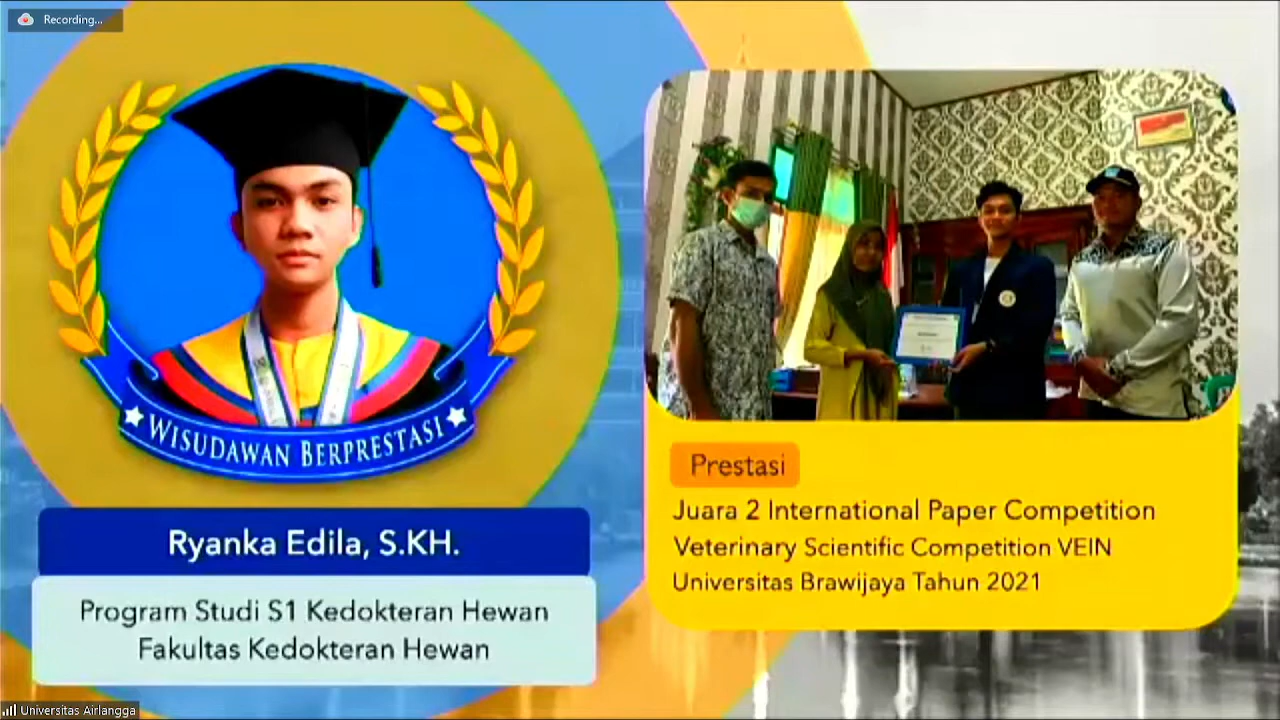 Recording...
WISUDAWAN BERPRESTASI
Ryanka Edila, S.KH.
Program Studi S1 Kedokteran Hewan
Fakultas Kedokteran Hewan
Prestasi
Juara 2 International Paper Competition
Veterinary Scientific Competition VEIN
Universitas Brawijaya Tahun 2021
Universitas Airlangga